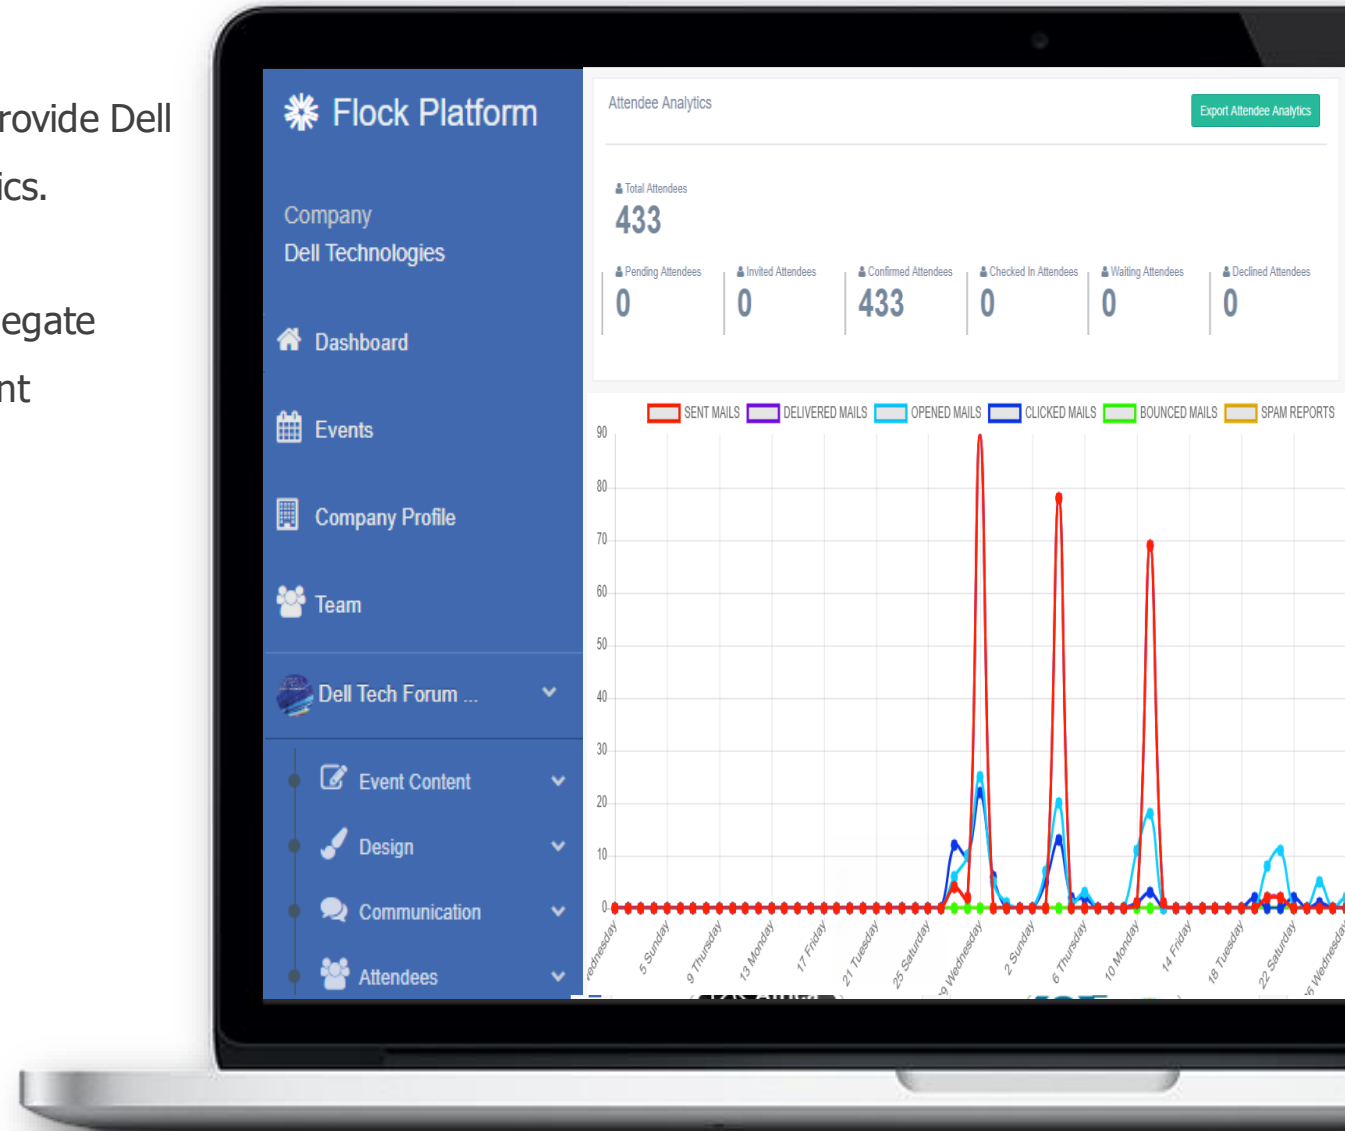 rovide Dell
ics.
egate
nt
Flock Platform
Company
Dell Technologies
Dashboard
Events
Company Profile
Team
Dell Tech Forum ...
Event Content
Design
Communication
Attendees
Attendee Analytics
Export Attendee Analytics
Total Attendees
433
Pending Attendees Invited Attendees Confirmed Attendees Checked In Attendees Waiting Attendees Declined Attendees
0 0 433 0 0 0
SENT MAILS DELIVERED MAILS OPENED MAILS CLICKED MAILS BOUNCED MAILS SPAM REPORTS
90
80
70
60
50
40
30
20
10
0
ednesday 5 Sunday 9 Thursday 13 Monday 17 Friday 21 Tuesday 25 Saturday 29 Wednesday 2 Sunday 6 Thursday 10 Monday 14 Friday 18 Tuesday 22 Saturday 26 Wednesday